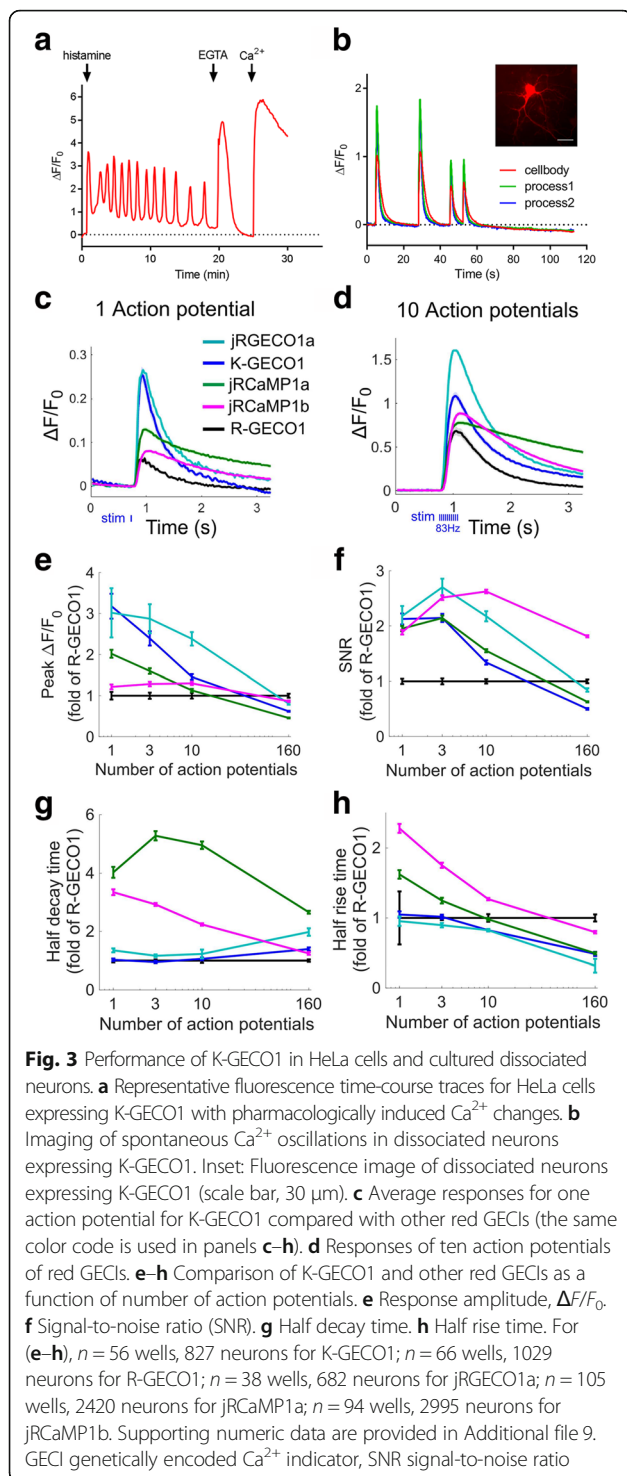 a
histamine
EGTA
Ca²⁺
ΔF/F₀
6
5
4
3
2
1
0
0
10
20
30
Time (min)
b
ΔF/F₀
2
1
0
cellbody
process1
process2
0
20
40
60
80
100
120
Time (s)
c
1 Action potential
jRGECO1a
K-GECO1
jRCaMP1a
jRCaMP1b
R-GECO1
ΔF/F₀
0.3
0.2
0.1
0
0
1
2
3
stim
Time (s)
d
10 Action potentials
ΔF/F₀
1.5
1.0
0.5
0
0
1
2
3
stim
83Hz
Time (s)
e
Peak ΔF/F₀
(fold of R-GECO1)
4
3
2
1
0
1
3
10
160
Number of action potentials
f
SNR
(fold of R-GECO1)
3
2
1
0
1
3
10
160
Number of action potentials
g
Half decay time
(fold of R-GECO1)
6
4
2
0
1
3
10
160
Number of action potentials
h
Half rise time
(fold of R-GECO1)
2
1
0
1
3
10
160
Number of action potentials
Fig. 3 Performance of K-GECO1 in HeLa cells and cultured dissociated
neurons. a Representative fluorescence time-course traces for HeLa cells
expressing K-GECO1 with pharmacologically induced Ca²⁺ changes. b
Imaging of spontaneous Ca²⁺ oscillations in dissociated neurons
expressing K-GECO1. Inset: Fluorescence image of dissociated neurons
expressing K-GECO1 (scale bar, 30 μm). c Average responses for one
action potential for K-GECO1 compared with other red GECIs (the same
color code is used in panels c–h). d Responses of ten action potentials
of red GECIs. e–h Comparison of K-GECO1 and other red GECIs as a
function of number of action potentials. e Response amplitude, ΔF/F₀.
f Signal-to-noise ratio (SNR). g Half decay time. h Half rise time. For
(e–h), n = 56 wells, 827 neurons for K-GECO1; n = 66 wells, 1029
neurons for R-GECO1; n = 38 wells, 682 neurons for jRGECO1a; n = 105
wells, 2420 neurons for jRCaMP1a; n = 94 wells, 2995 neurons for
jRCaMP1b. Supporting numeric data are provided in Additional file 9.
GECI genetically encoded Ca²⁺ indicator, SNR signal-to-noise ratio